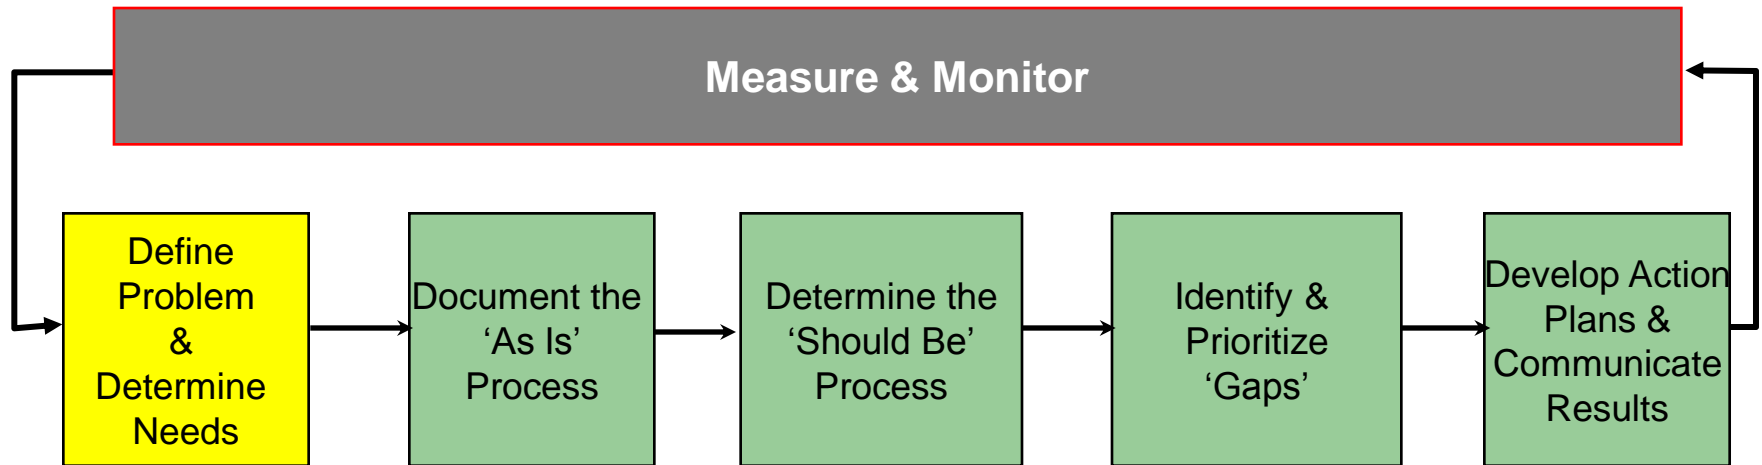 Measure & Monitor
Define
Problem
&
Determine
Needs
Document the
‘As Is’
Process
Determine the
‘Should Be’
Process
Identify &
Prioritize
‘Gaps’
Develop Action
Plans &
Communicate
Results